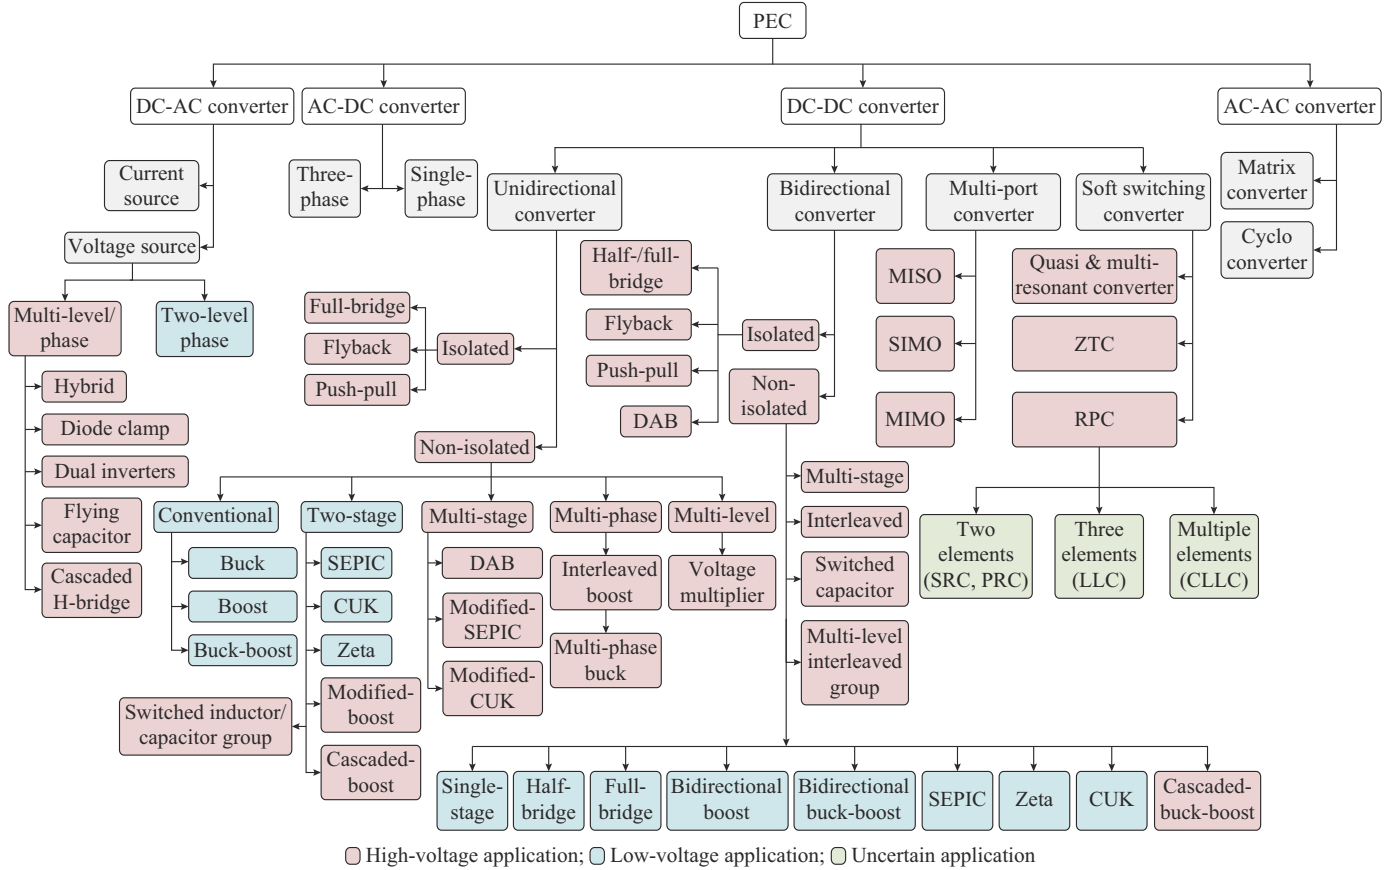 PEC
DC-AC converter
AC-DC converter
DC-DC converter
AC-AC converter
Current
source
Voltage source
Multi-level/
phase
Two-level
phase
Hybrid
Diode clamp
Dual inverters
Flying
capacitor
Cascaded
H-bridge
Three-
phase
Single-
phase
Unidirectional
converter
Bidirectional
converter
Multi-port
converter
Soft switching
converter
Matrix
converter
Cyclo
converter
Full-bridge
Flyback
Push-pull
Isolated
Non-isolated
Half-/full-
bridge
Flyback
Push-pull
DAB
Isolated
Non-
isolated
MISO
SIMO
MIMO
Quasi & multi-
resonant converter
ZTC
RPC
Two
elements
(SRC, PRC)
Three
elements
(LLC)
Multiple
elements
(CLLC)
Conventional
Buck
Boost
Buck-boost
Two-stage
SEPIC
CUK
Zeta
Modified-
boost
Cascaded-
boost
Switched inductor/
capacitor group
Multi-stage
DAB
Modified-
SEPIC
Modified-
CUK
Multi-phase
Interleaved
boost
Multi-phase
buck
Multi-level
Voltage
multiplier
Multi-stage
Interleaved
Switched
capacitor
Multi-level
interleaved
group
Single-
stage
Half-
bridge
Full-
bridge
Bidirectional
boost
Bidirectional
buck-boost
SEPIC
Zeta
CUK
Cascaded-
buck-boost
High-voltage application; Low-voltage application; Uncertain application